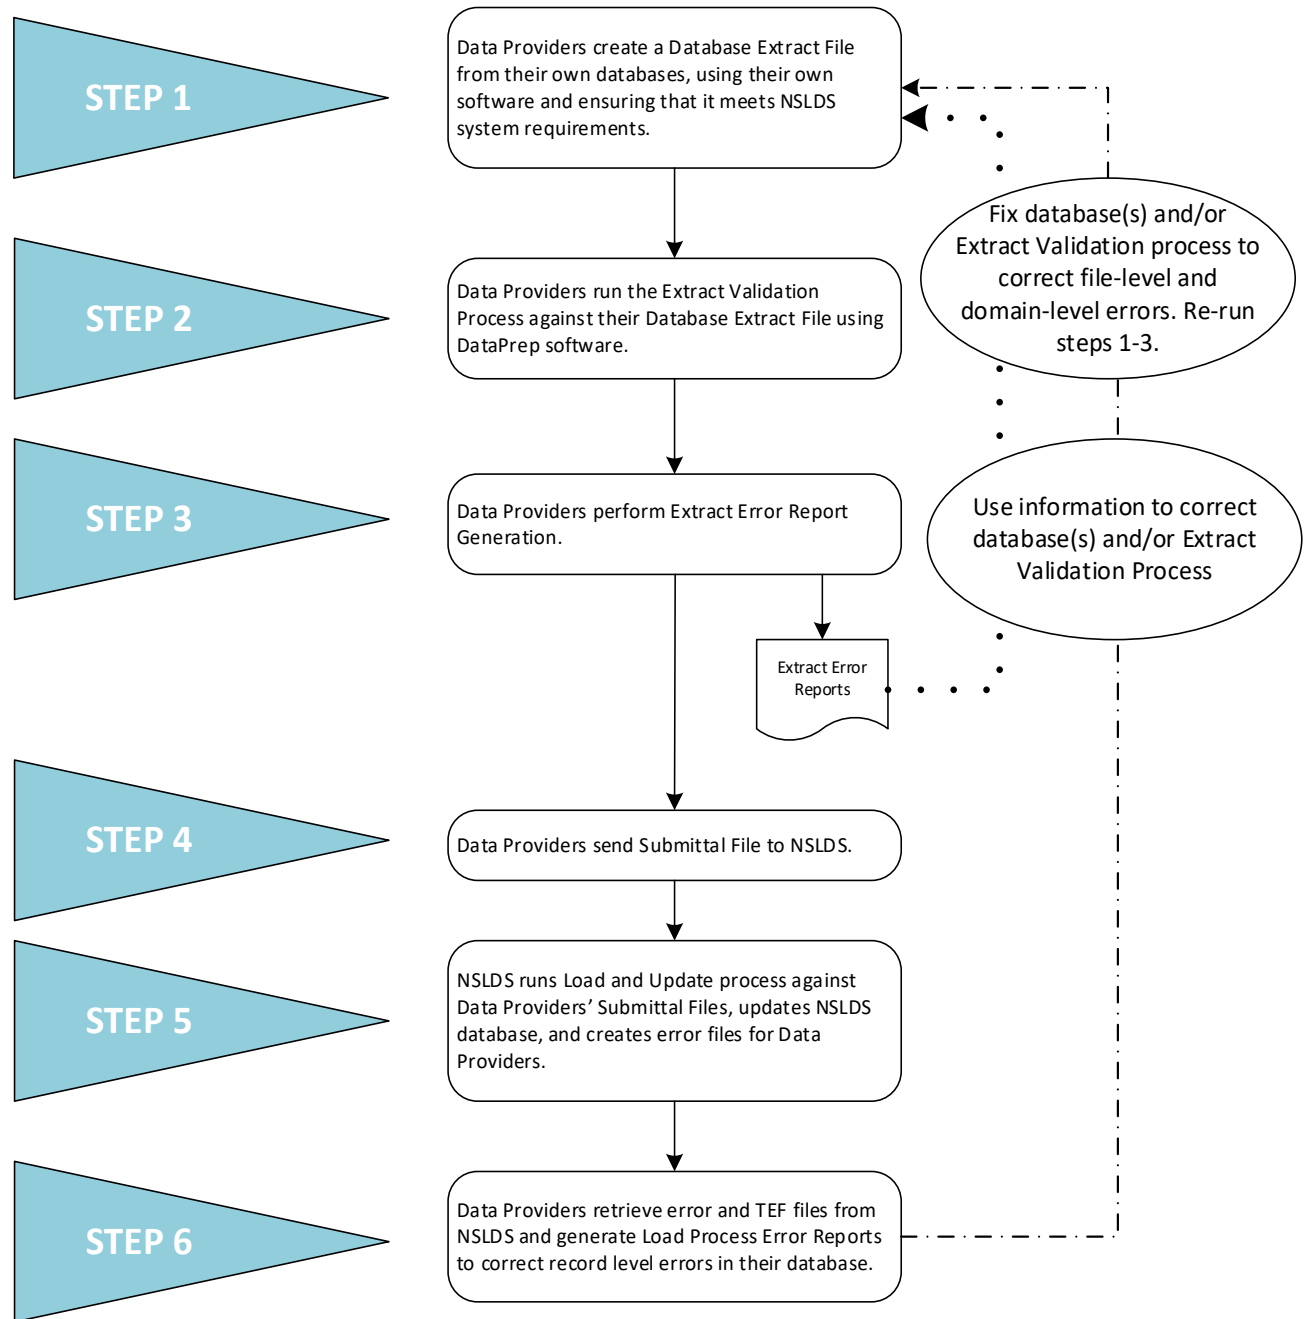 STEP 1
Data Providers create a Database Extract File
from their own databases, using their own
software and ensuring that it meets NSLDS
system requirements.
Fix database(s) and/or
Extract Validation process to
correct file-level and
domain-level errors. Re-run
steps 1-3.
STEP 2
Data Providers run the Extract Validation
Process against their Database Extract File using
DataPrep software.
STEP 3
Data Providers perform Extract Error Report
Generation.
Use information to correct
database(s) and/or Extract
Validation Process
Extract Error
Reports
STEP 4
Data Providers send Submittal File to NSLDS.
STEP 5
NSLDS runs Load and Update process against
Data Providers’ Submittal Files, updates NSLDS
database, and creates error files for Data
Providers.
STEP 6
Data Providers retrieve error and TEF files from
NSLDS and generate Load Process Error Reports
to correct record level errors in their database.